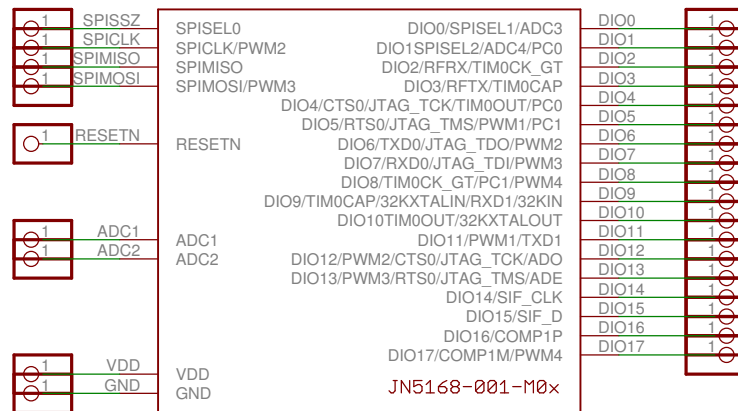 1 SPISSZ SPISEL0 DIO0/SPISEL1/ADC3 DIO0 1
1 SPICLK SPICLK/PWM2 DIO1SPISEL2/ADC4/PC0 DIO1 1
1 SPIMISO SPIMISO DIO2/RFRX/TIM0CK_GT DIO2 1
1 SPIMOSI SPIMOSI/PWM3 DIO3/RFTX/TIM0CAP DIO3 1
DIO4/CTS0/JTAG_TCK/TIM0OUT/PC0 DIO4 1
DIO5/RTS0/JTAG_TMS/PWM1/PC1 DIO5 1
1 RESETN RESETN DIO6/TXD0/JTAG_TDO/PWM2 DIO6 1
DIO7/RXD0/JTAG_TDI/PWM3 DIO7 1
DIO8/TIM0CK_GT/PC1/PWM4 DIO8 1
DIO9/TIM0CAP/32KXTALIN/RXD1/32KIN DIO9 1
DIO10TIM0OUT/32KXTALOUT DIO10 1
1 ADC1 ADC1 DIO11/PWM1/TXD1 DIO11 1
1 ADC2 ADC2 DIO12/PWM2/CTS0/JTAG_TCK/ADO DIO12 1
DIO13/PWM3/RTS0/JTAG_TMS/ADE DIO13 1
DIO14/SIF_CLK DIO14 1
DIO15/SIF_D DIO15 1
DIO16/COMP1P DIO16 1
DIO17/COMP1M/PWM4 DIO17 1
1 VDD VDD
1 GND GND JN5168-001-M0x